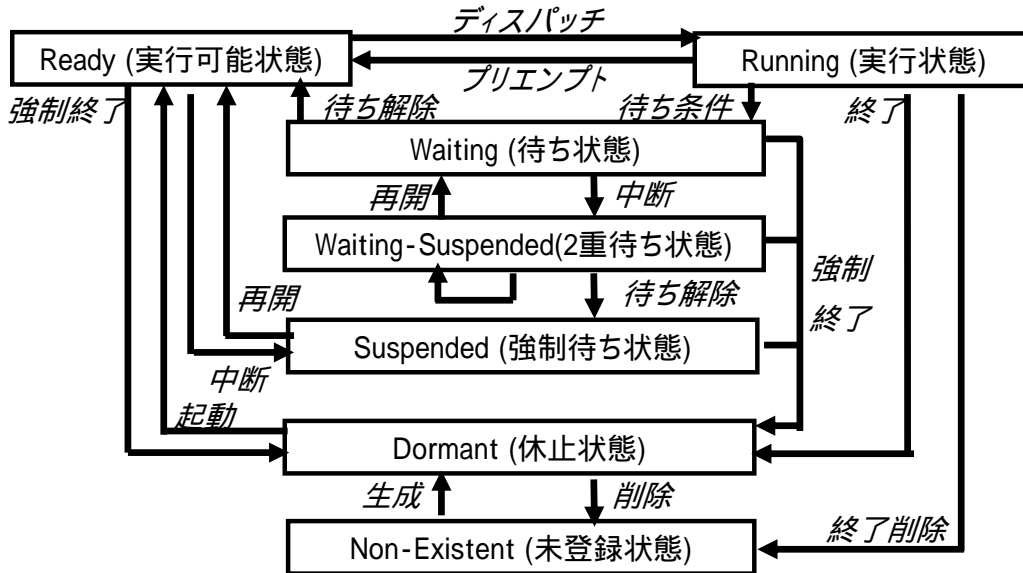 ディスパッチ
Ready (実行可能状態)
Running (実行状態)
プリエンプト
強制終了
待ち解除
待ち条件
終了
Waiting (待ち状態)
再開
中断
Waiting-Suspended(2重待ち状態)
強制
終了
再開
待ち解除
Suspended (強制待ち状態)
中断
起動
Dormant (休止状態)
生成
削除
終了削除
Non-Existent (未登録状態)